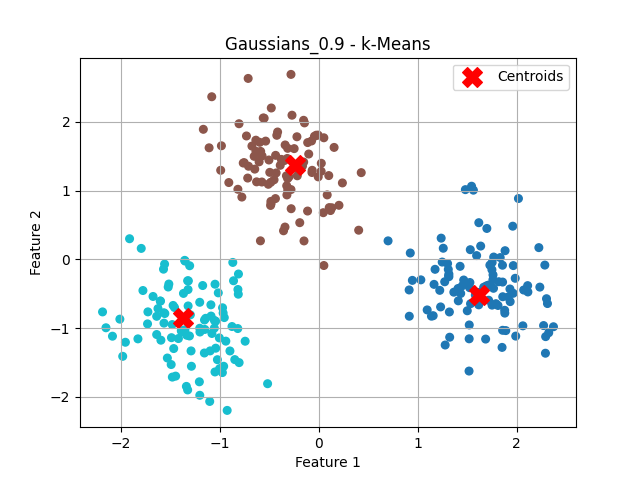 Gaussians_0.9 - k-Means
Centroids
2
1
0
−1
−2
Feature 2
−2
−1
0
1
2
Feature 1